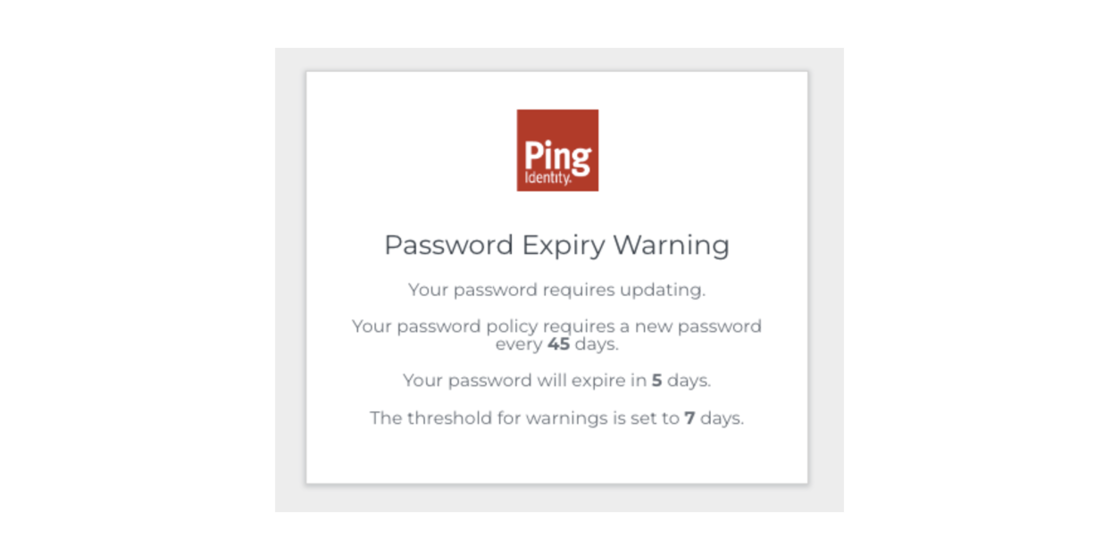 Ping
Identity.
Password Expiry Warning
Your password requires updating.
Your password policy requires a new password
every 45 days.
Your password will expire in 5 days.
The threshold for warnings is set to 7 days.